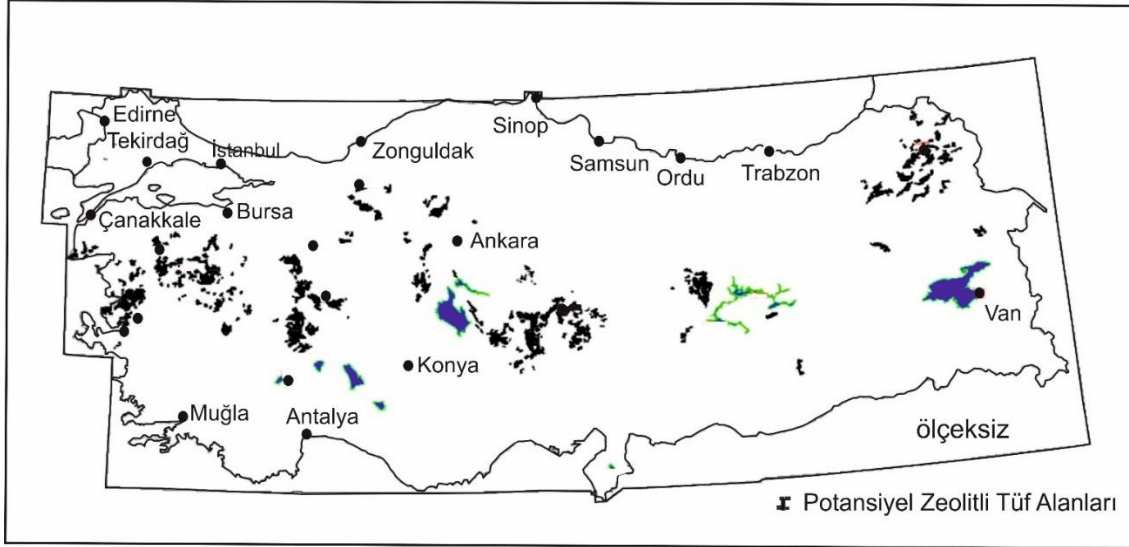 Edirne
Tekirdağ
İstanbul
Zonguldak
Sinop
Samsun
Ordu
Trabzon
Çanakkale
Bursa
Ankara
Van
Konya
Muğla
Antalya
ölçeksiz
Potansiyel Zeolitli Tüf Alanları